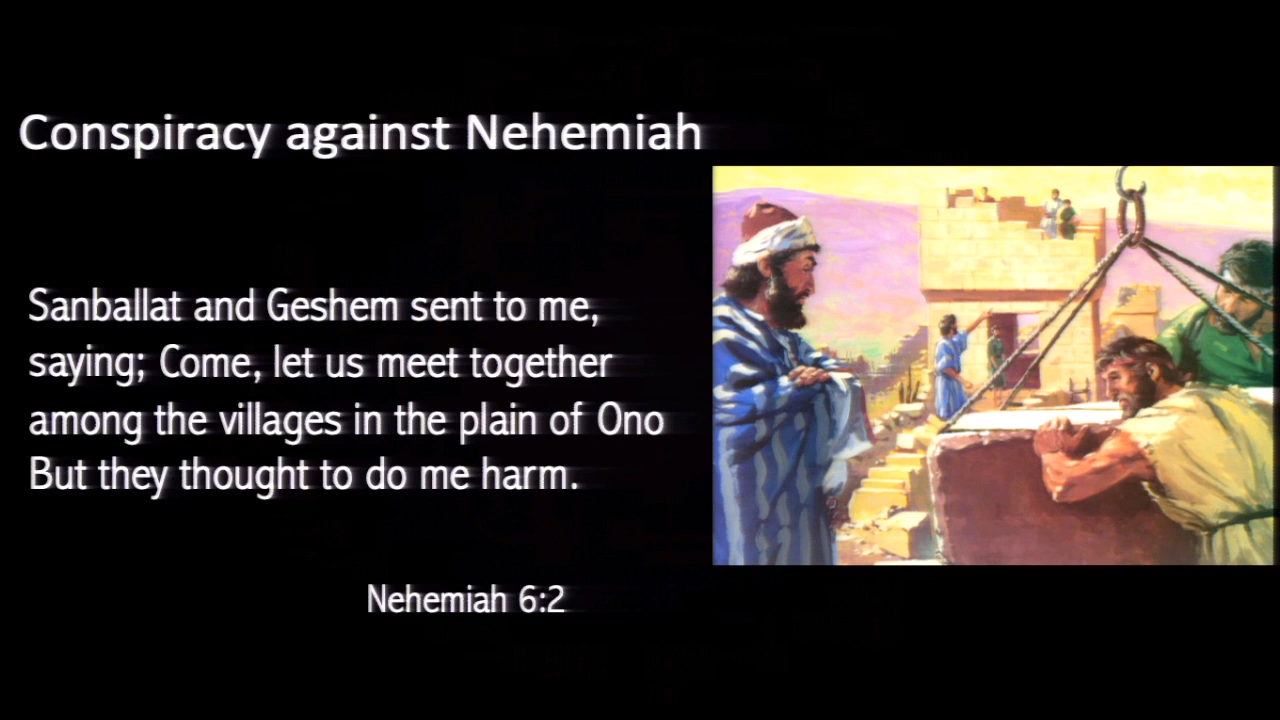 Conspiracy against Nehemiah
Sanballat and Geshem sent to me,
saying; Come, let us meet together
among the villages in the plain of Ono
But they thought to do me harm.
Nehemiah 6:2